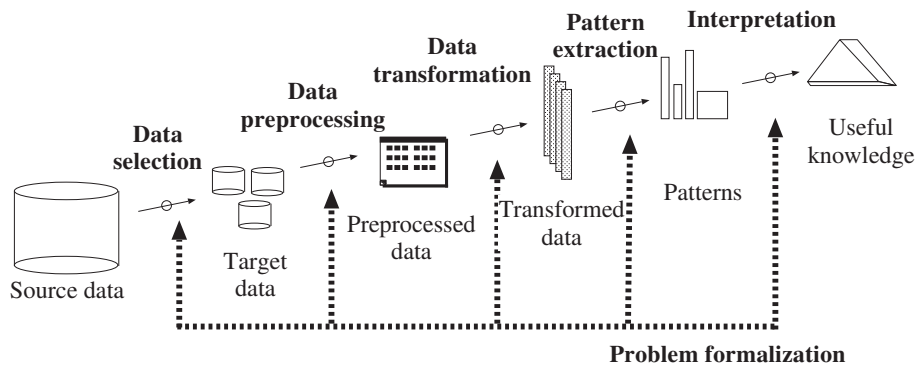 Data
selection
Data
preprocessing
Data
transformation
Pattern
extraction
Interpretation
Source data
Target
data
Preprocessed
data
Transformed
data
Patterns
Useful
knowledge
Problem formalization